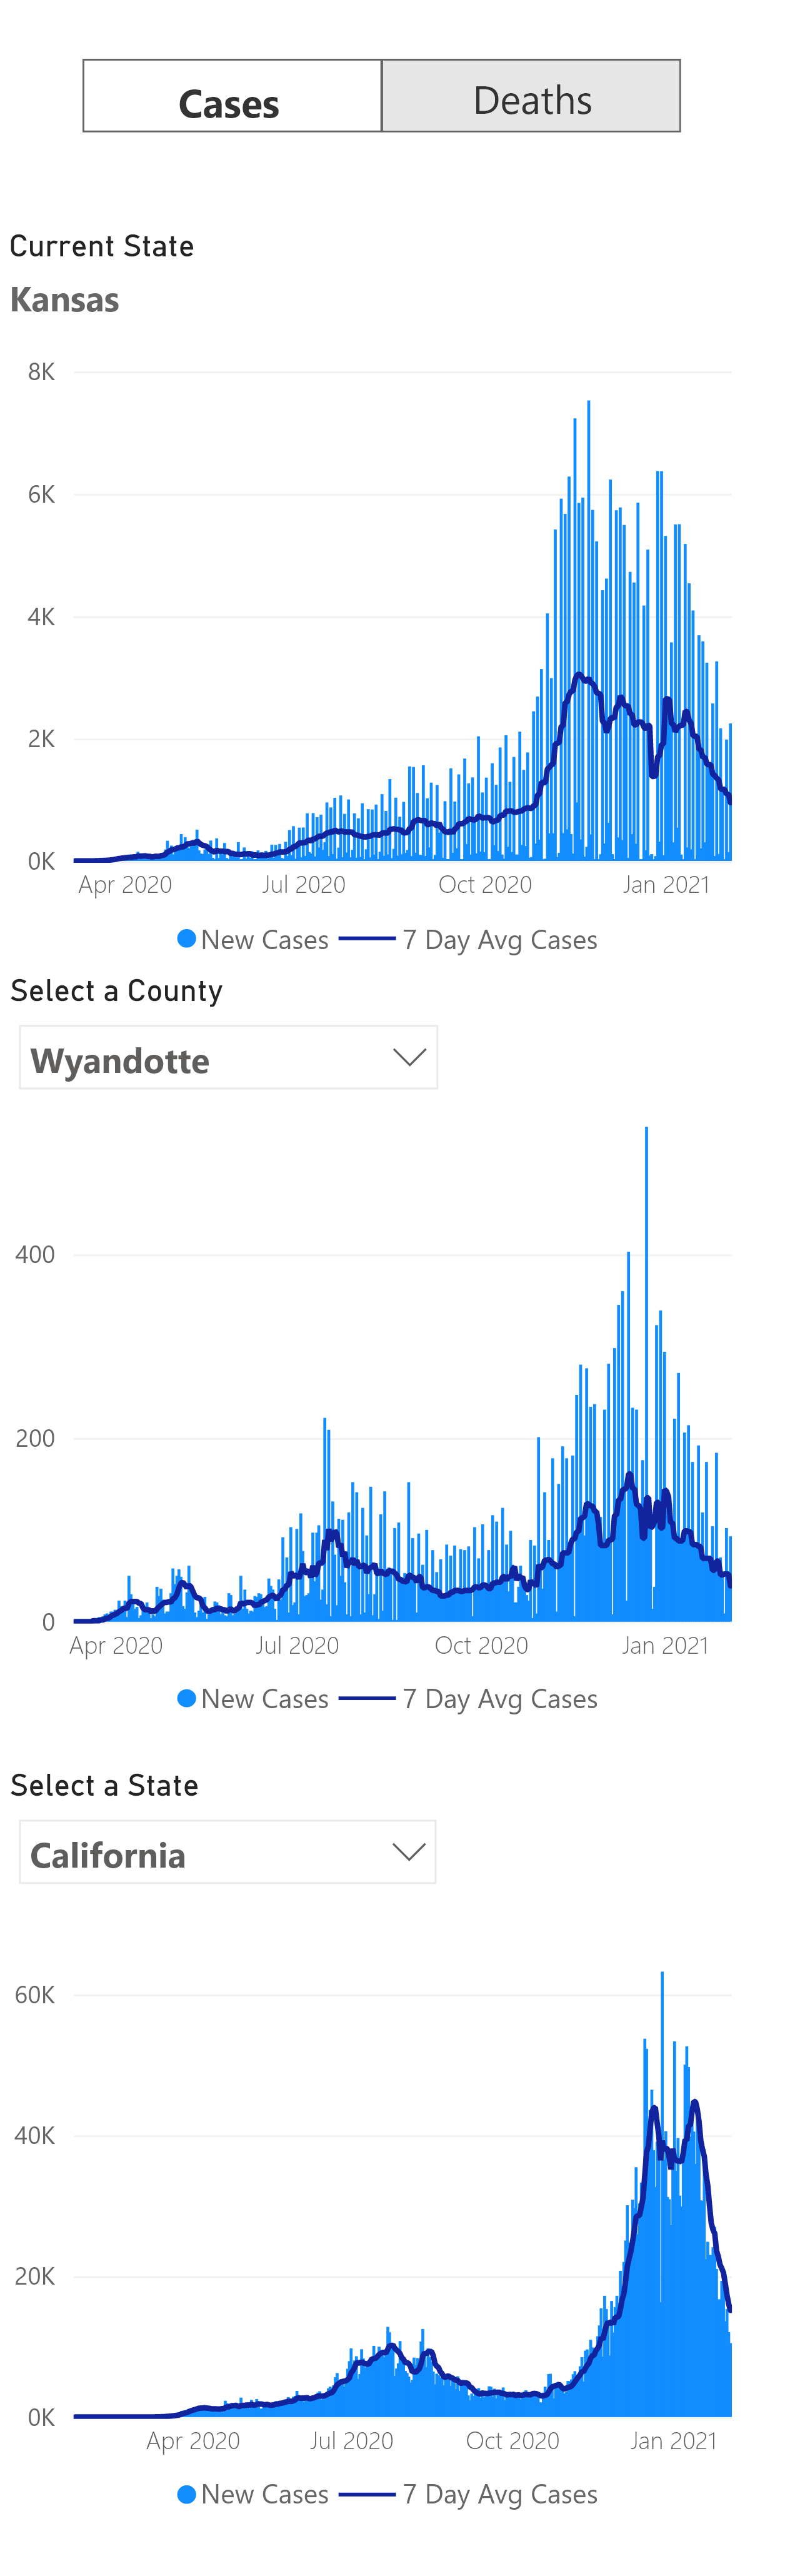 Cases Deaths
Current State
Kansas
8K
6K
4K
2K
0K
Apr 2020 Jul 2020 Oct 2020 Jan 2021
New Cases 7 Day Avg Cases
Select a County
Wyandotte
400
200
0
Apr 2020 Jul 2020 Oct 2020 Jan 2021
New Cases 7 Day Avg Cases
Select a State
California
60K
40K
20K
0K
Apr 2020 Jul 2020 Oct 2020 Jan 2021
New Cases 7 Day Avg Cases